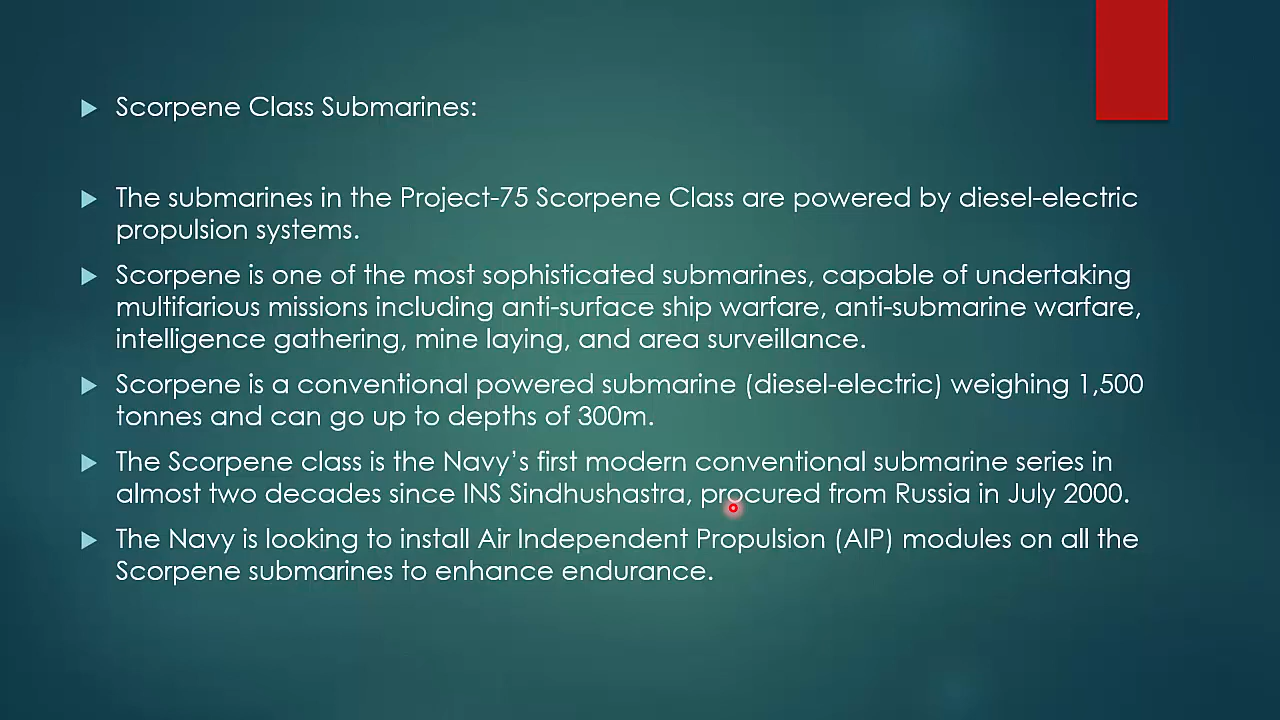 Scorpene Class Submarines:
The submarines in the Project-75 Scorpene Class are powered by diesel-electric
propulsion systems.
Scorpene is one of the most sophisticated submarines, capable of undertaking
multifarious missions including anti-surface ship warfare, anti-submarine warfare,
intelligence gathering, mine laying, and area surveillance.
Scorpene is a conventional powered submarine (diesel-electric) weighing 1,500
tonnes and can go up to depths of 300m.
The Scorpene class is the Navy's first modern conventional submarine series in
almost two decades since INS Sindhushastra, procured from Russia in July 2000.
The Navy is looking to install Air Independent Propulsion (AIP) modules on all the
Scorpene submarines to enhance endurance.